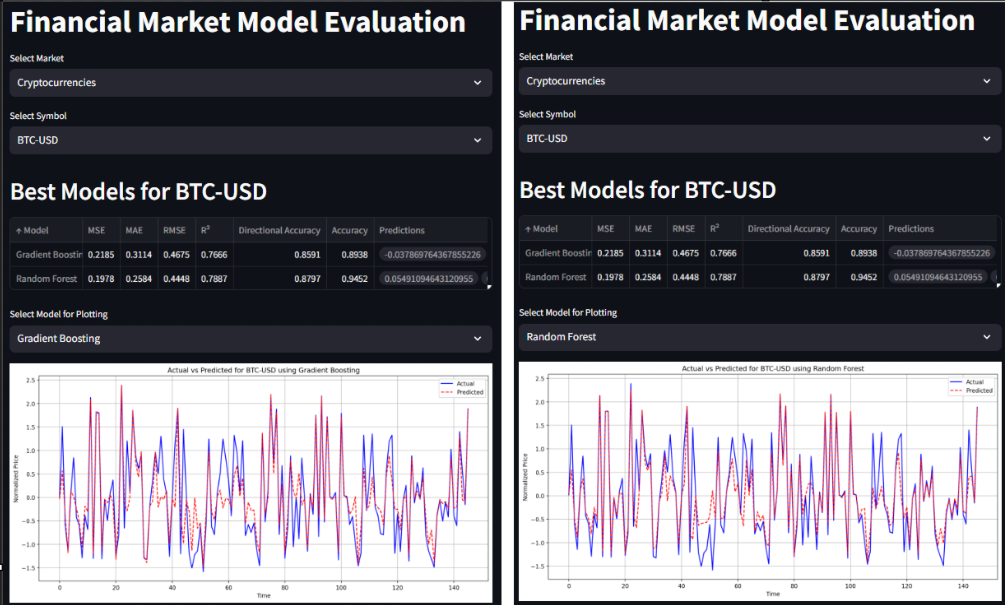 Financial Market Model Evaluation
Select Market
Cryptocurrencies
Select Symbol
BTC-USD
Best Models for BTC-USD
↑ Model MSE MAE RMSE R² Directional Accuracy Accuracy Predictions
Gradient Boostin 0.2185 0.3114 0.4675 0.7666 0.8591 0.8938 -0.037869764367855226
Random Forest 0.1978 0.2584 0.4448 0.7887 0.8797 0.9452 0.05491094643120955
Select Model for Plotting
Gradient Boosting
Actual vs Predicted for BTC-USD using Gradient Boosting
Actual
Predicted
Normalized Price
2.5
2.0
1.5
1.0
0.5
0.0
−0.5
−1.0
−1.5
0 20 40 60 80 100 120 140
Time
Financial Market Model Evaluation
Select Market
Cryptocurrencies
Select Symbol
BTC-USD
Best Models for BTC-USD
↑ Model MSE MAE RMSE R² Directional Accuracy Accuracy Predictions
Gradient Boostin 0.2185 0.3114 0.4675 0.7666 0.8591 0.8938 -0.037869764367855226
Random Forest 0.1978 0.2584 0.4448 0.7887 0.8797 0.9452 0.05491094643120955
Select Model for Plotting
Random Forest
Actual vs Predicted for BTC-USD using Random Forest
Actual
Predicted
Normalized Price
2.5
2.0
1.5
1.0
0.5
0.0
−0.5
−1.0
−1.5
0 20 40 60 80 100 120 140
Time